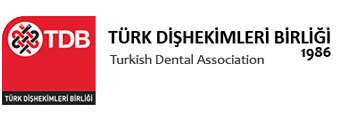 TDB
TÜRK DİŞHEKİMLERİ BİRLİĞİ
TÜRK DİŞHEKİMLERİ BİRLİĞİ
1986
Turkish Dental Association